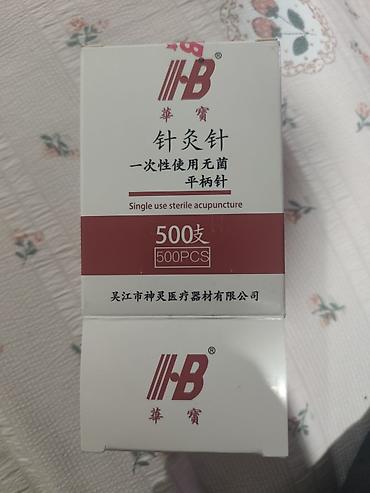 HB®
華寶
针灸针
一次性使用无菌
平柄针
Single use sterile acupuncture
500支
500PCS
吴江市神灵医疗器材有限公司
HB®
華寶